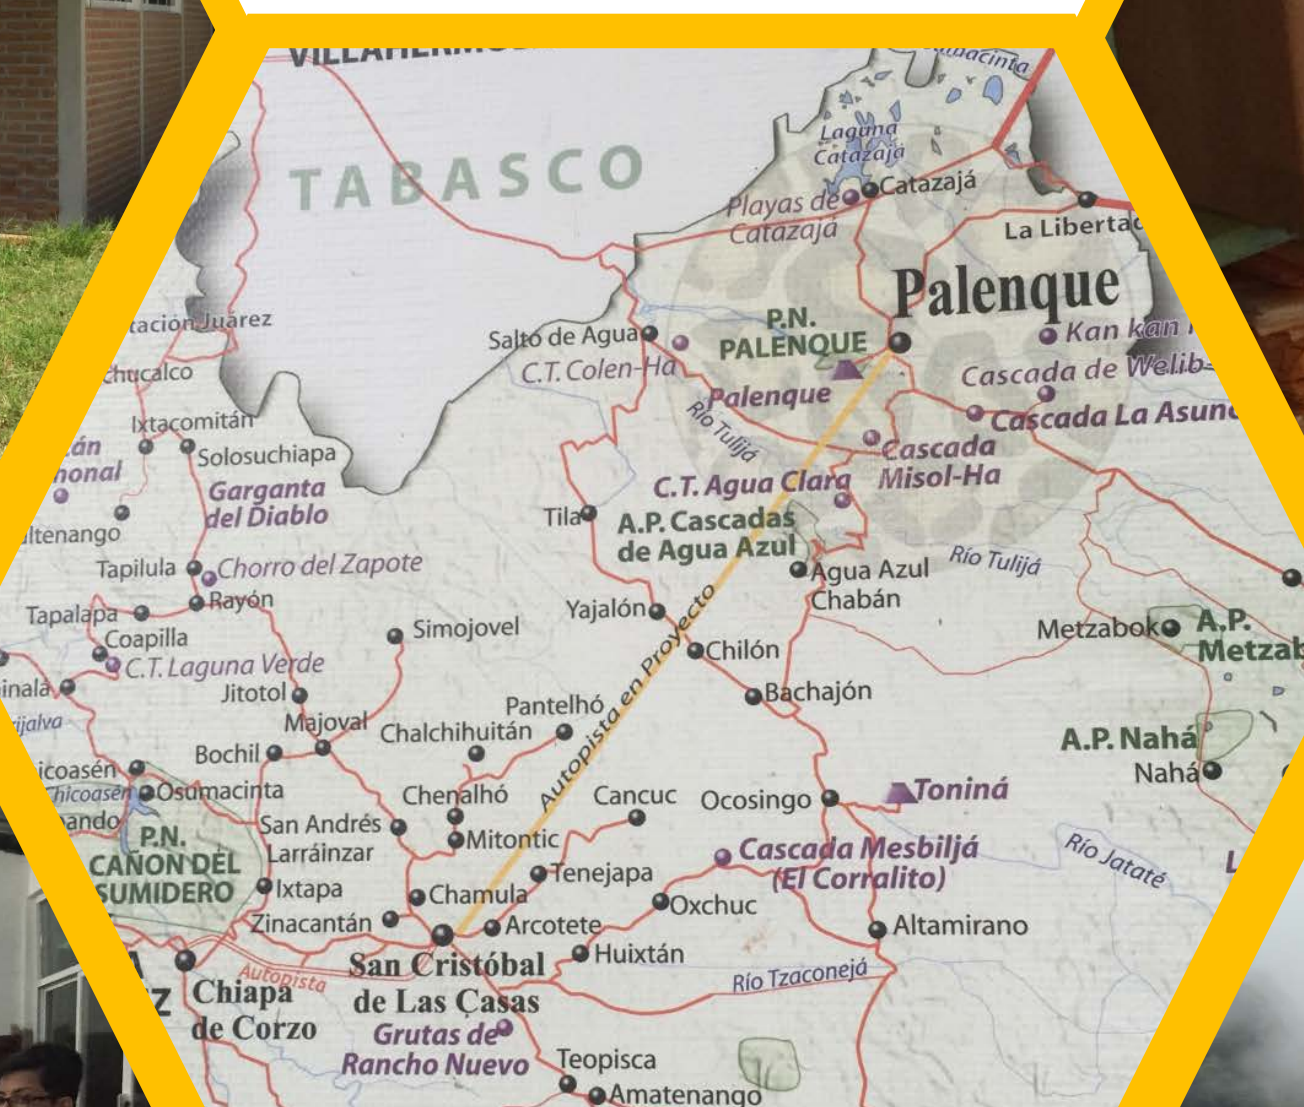 TABASCO
Laguna
Catazajá
Catazajá
Playas de
Catazajá
La Libertad
Palenque
P.N.
PALENQUE
Salto de Agua
C.T. Colen-Ha
Palenque
Kan kan
Cascada de Welib-
Cascada La Asun
Río Tulijá
Cascada
Misol-Ha
C.T. Agua Clara
A.P. Cascadas
de Agua Azul
Agua Azul
Chabán
Río Tulijá
Juárez
Ixtacomitán
Solosuchiapa
Garganta
del Diablo
Tila
Tapilula
Chorro del Zapote
Rayón
Tapalapa
Coapilla
C.T. Laguna Verde
Simojovel
Yajalón
Chilón
Metzabok
A.P.
Metzab
Jitotol
Bachajón
Pantelhó
Majoval
Chalchihuitán
Bochil
Autopista en Proyecto
A.P. Nahá
Nahá
Osumacinta
Chenalhó
Cancuc
Ocosingo
Toniná
P.N.
CAÑON DEL
SUMIDERO
San Andrés
Larráinzar
Mitontic
Cascada Mesbiljá
(El Corralito)
Río Jataté
Ixtapa
Tenejapa
Chamula
Oxchuc
Zinacantán
Arcotete
Altamirano
Huixtán
San Cristóbal
de Las Casas
Río Tzaconejá
Autopista
Chiapa
de Corzo
Grutas de
Rancho Nuevo
Teopisca
Amatenango